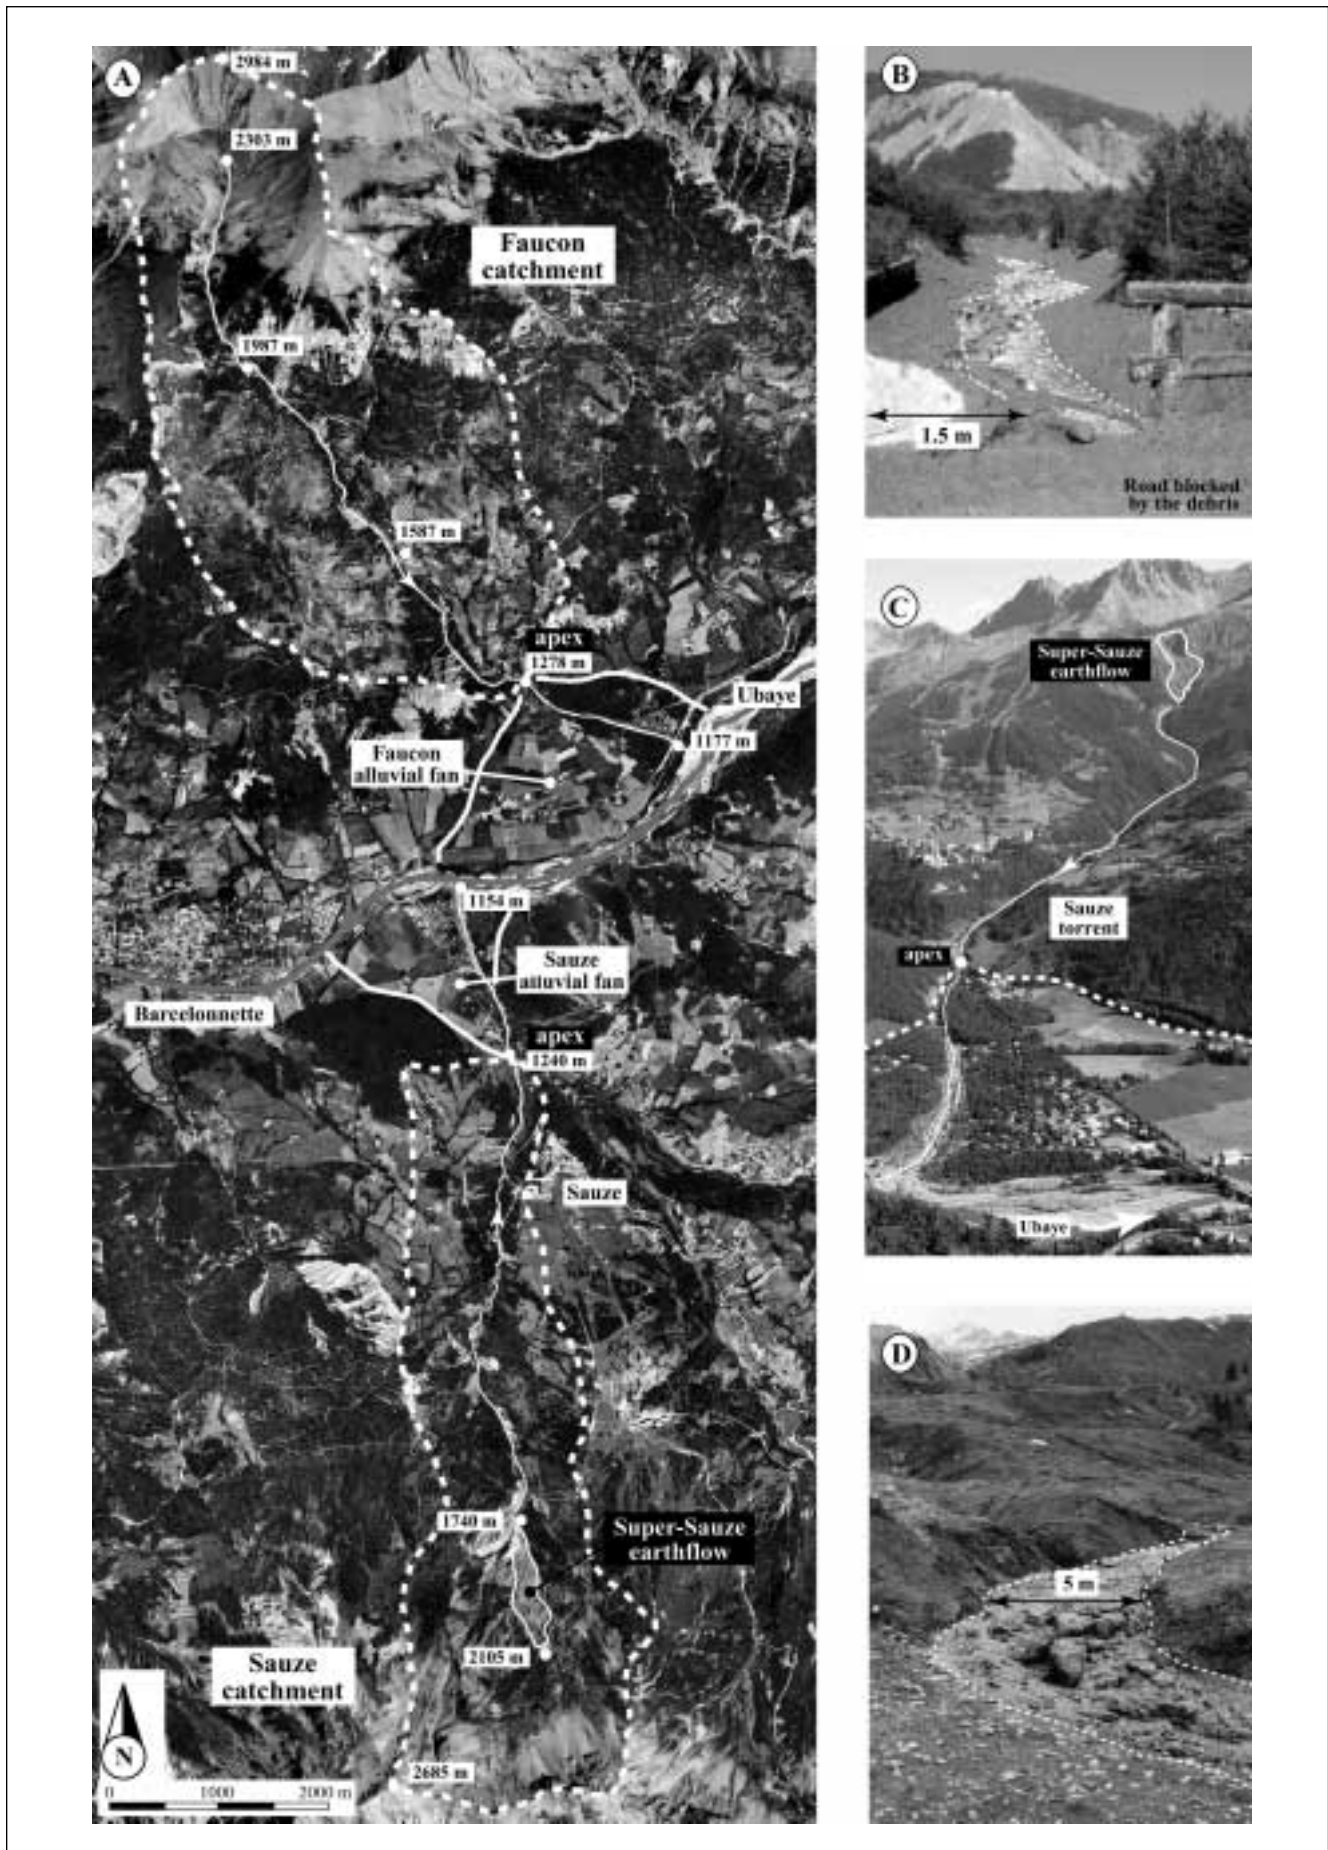 A
2984 m
2303 m
Faucon
catchment
1987 m
1587 m
apex
1278 m
Ubaye
1177 m
Faucon
alluvial fan
1154 m
Sauze
alluvial fan
Barcelonnette
apex
1240 m
Sauze
1740 m
Super-Sauze
earthflow
2105 m
Sauze
catchment
2685 m
N
0 1000 2000 m
B
1.5 m
Road blocked
by the debris
C
Super-Sauze
earthflow
Sauze
torrent
apex
Ubaye
D
5 m